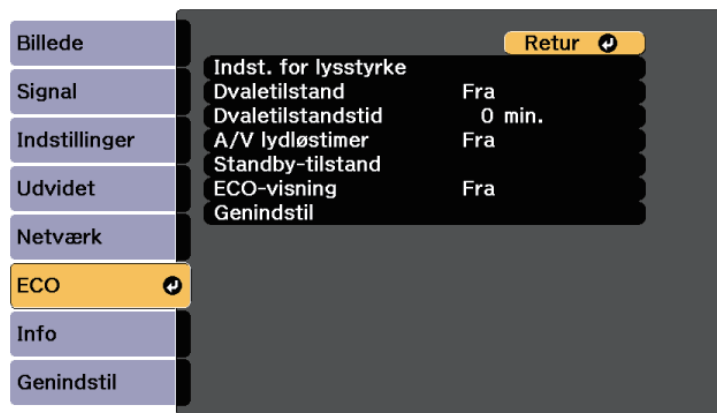 Billede
Signal
Indstillinger
Udvidet
Netværk
ECO
Info
Genindstil
Retur
Indst. for lysstyrke
Dvaletilstand Fra
Dvaletilstandstid 0 min.
A/V lydløstimer Fra
Standby-tilstand
ECO-visning Fra
Genindstil